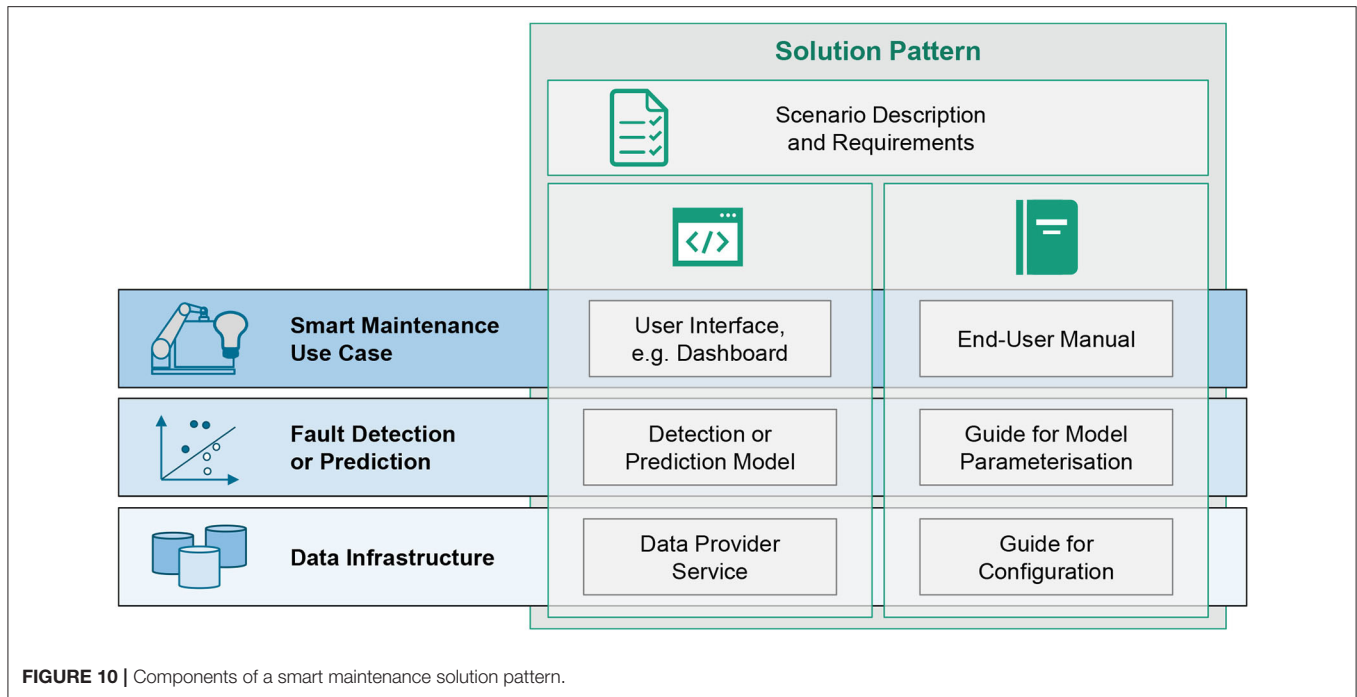 Solution Pattern
Scenario Description
and Requirements
</>
Smart Maintenance
Use Case
User Interface,
e.g. Dashboard
End-User Manual
Fault Detection
or Prediction
Detection or
Prediction Model
Guide for Model
Parameterisation
Data Infrastructure
Data Provider
Service
Guide for
Configuration
FIGURE 10 | Components of a smart maintenance solution pattern.